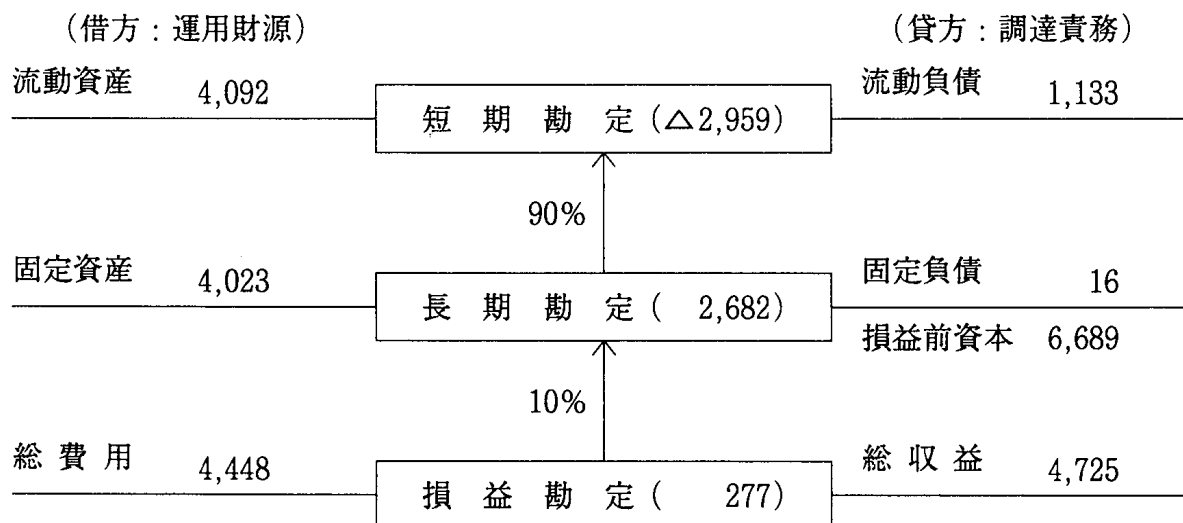 (借方：運用財源) (貸方：調達責務)
流動資産 4,092 短期勘定(△2,959) 流動負債 1,133
90%
固定資産 4,023 長期勘定( 2,682) 固定負債 16
損益前資本 6,689
10%
総費用 4,448 損益勘定( 277) 総収益 4,725